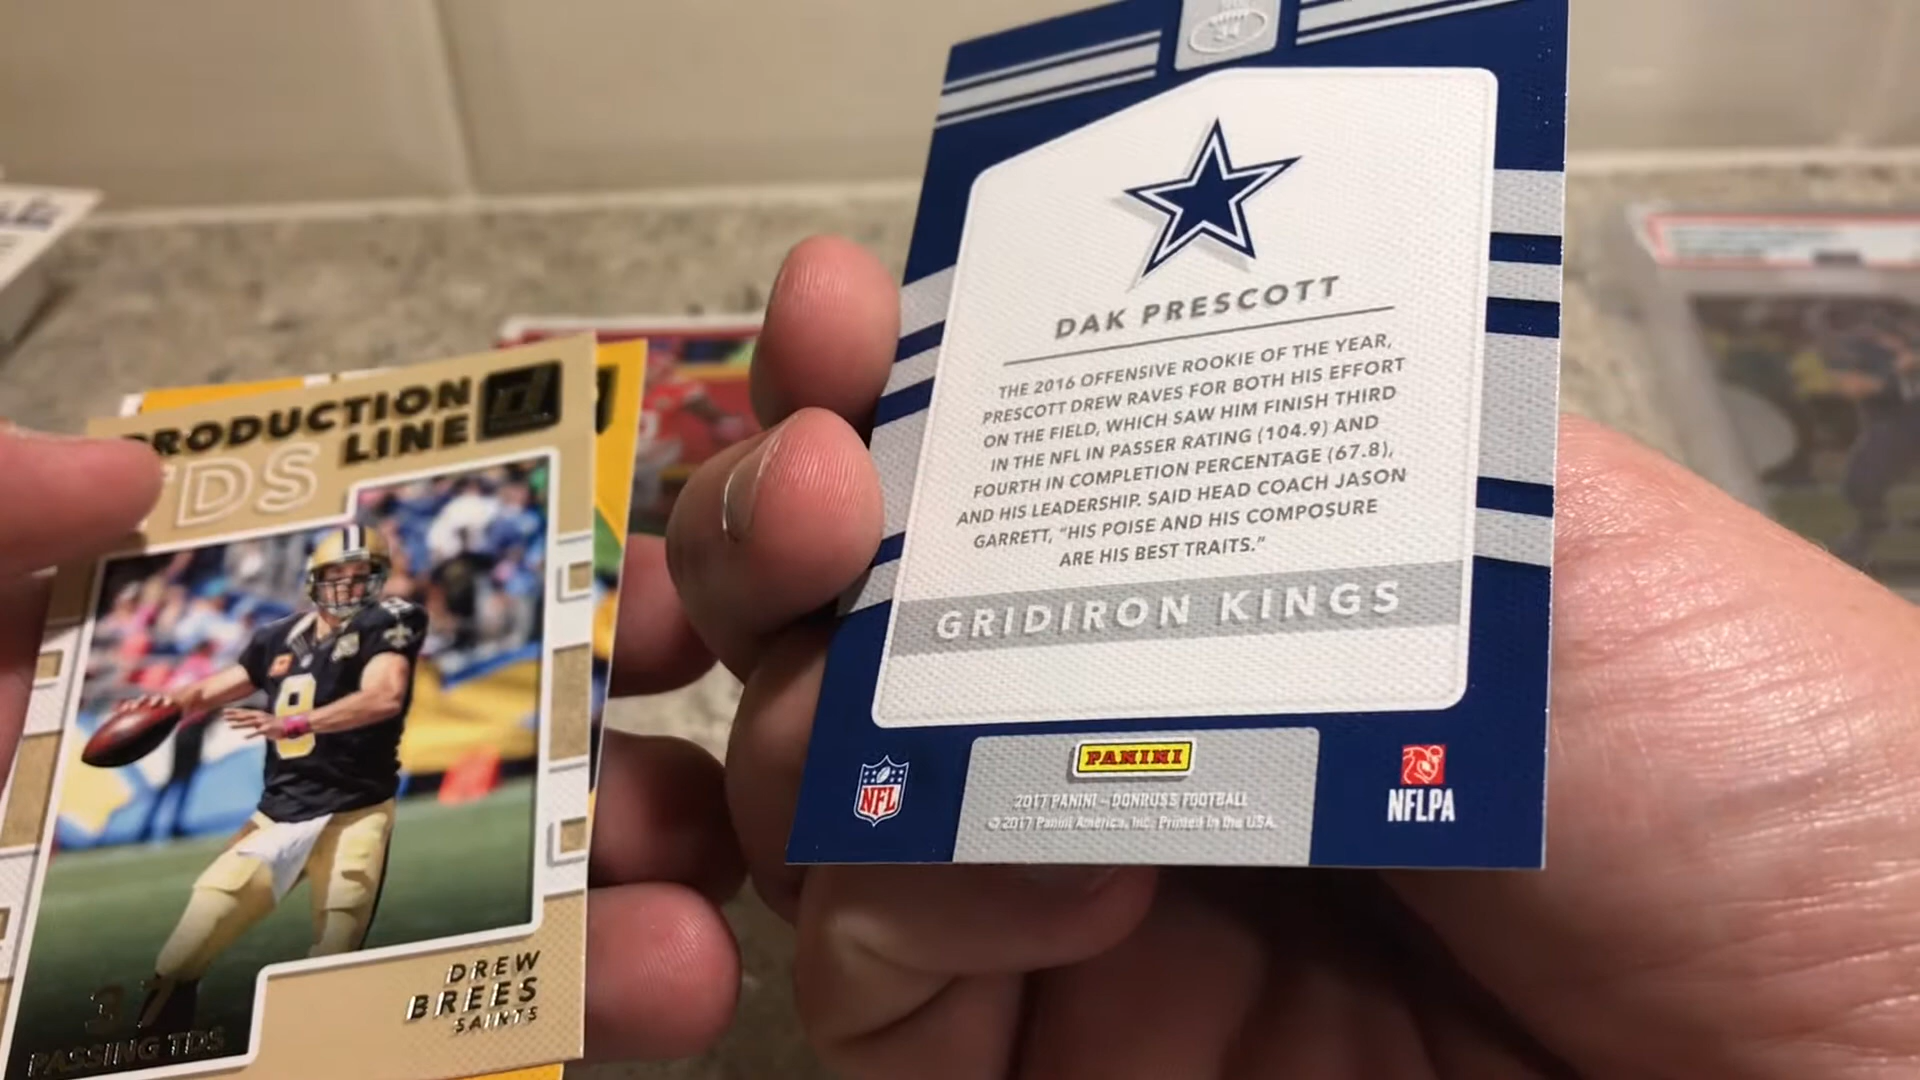 PRODUCTION
LINE
TDS
37
PASSING TDS
DREW
BREES
SAINTS
9
DAK PRESCOTT
THE 2016 OFFENSIVE ROOKIE OF THE YEAR,
PRESCOTT DREW RAVES FOR BOTH HIS EFFORT
ON THE FIELD, WHICH SAW HIM FINISH THIRD
IN THE NFL IN PASSER RATING (104.9) AND
FOURTH IN COMPLETION PERCENTAGE (67.8),
AND HIS LEADERSHIP. SAID HEAD COACH JASON
GARRETT, “HIS POISE AND HIS COMPOSURE
ARE HIS BEST TRAITS.”
GRIDIRON KINGS
PANINI
2017 PANINI - DONRUSS FOOTBALL
© 2017 Panini America, Inc. Printed in the USA.
NFL
NFLPA